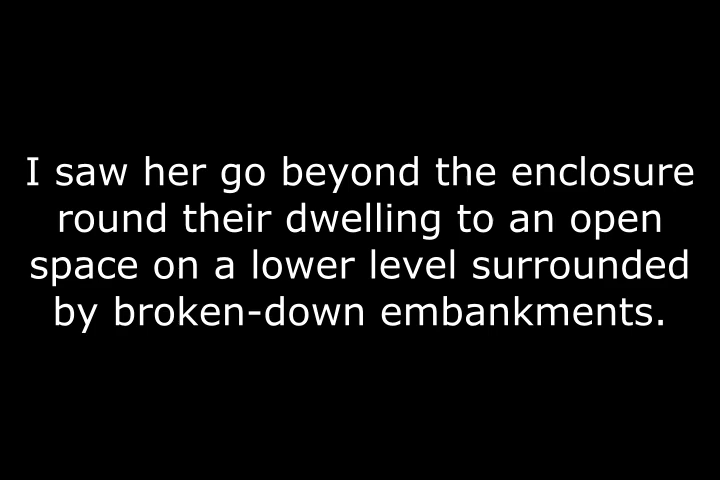 I saw her go beyond the enclosure
round their dwelling to an open
space on a lower level surrounded
by broken-down embankments.